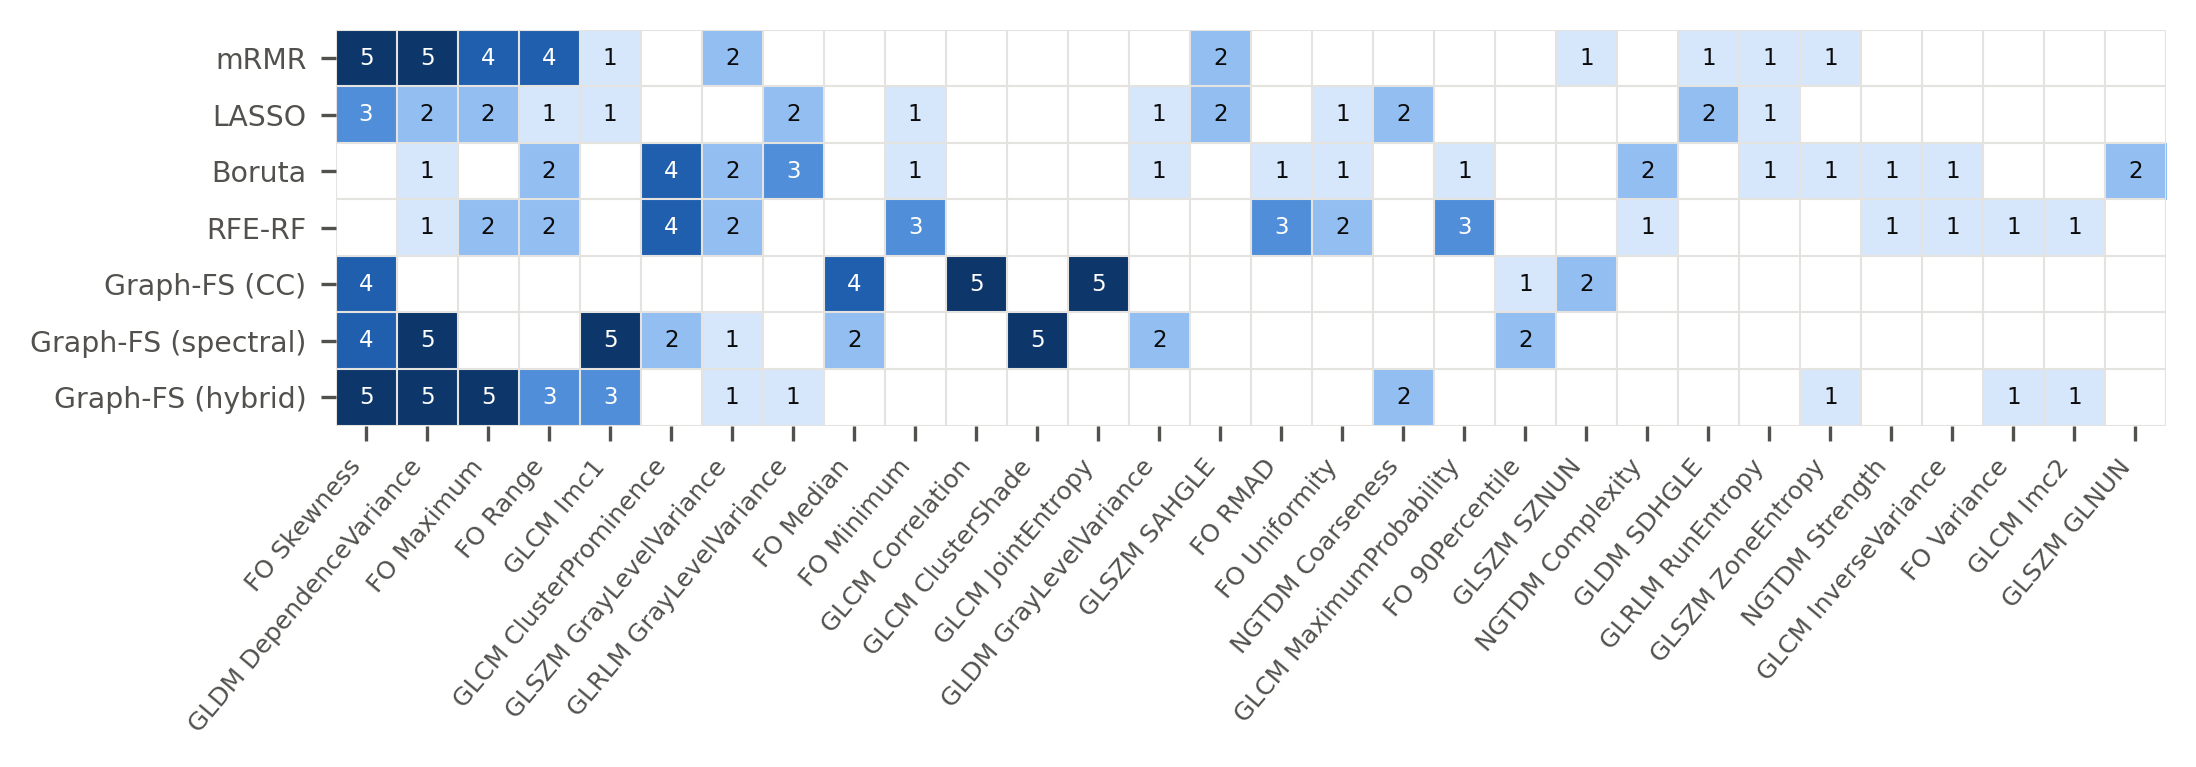 mRMR 5 5 4 4 1 2 2 1 1 1 1
LASSO 3 2 2 1 1 2 1 1 2 1 2 2 1
Boruta 1 2 4 2 3 1 1 1 1 1 2 1 1 1 1 2
RFE-RF 1 2 2 4 2 3 3 2 3 1 1 1 1 1
Graph-FS (CC) 4 4 5 5 1 2
Graph-FS (spectral) 4 5 5 2 1 2 5 2 2
Graph-FS (hybrid) 5 5 5 3 3 1 1 2 1 1 1
FO Skewness
GLDM DependenceVariance
FO Maximum
FO Range
GLCM Imc1
GLCM ClusterProminence
GLSZM GrayLevelVariance
GLRLM GrayLevelVariance
FO Median
FO Minimum
GLCM Correlation
GLCM ClusterShade
GLCM JointEntropy
GLDM GrayLevelVariance
GLSZM SAHGLE
FO RMAD
FO Uniformity
NGTDM Coarseness
GLCM MaximumProbability
FO 90Percentile
GLSZM SZNUN
NGTDM Complexity
GLDM SDHGLE
GLRLM RunEntropy
GLSZM ZoneEntropy
NGTDM Strength
GLCM InverseVariance
FO Variance
GLCM Imc2
GLSZM GLNUN